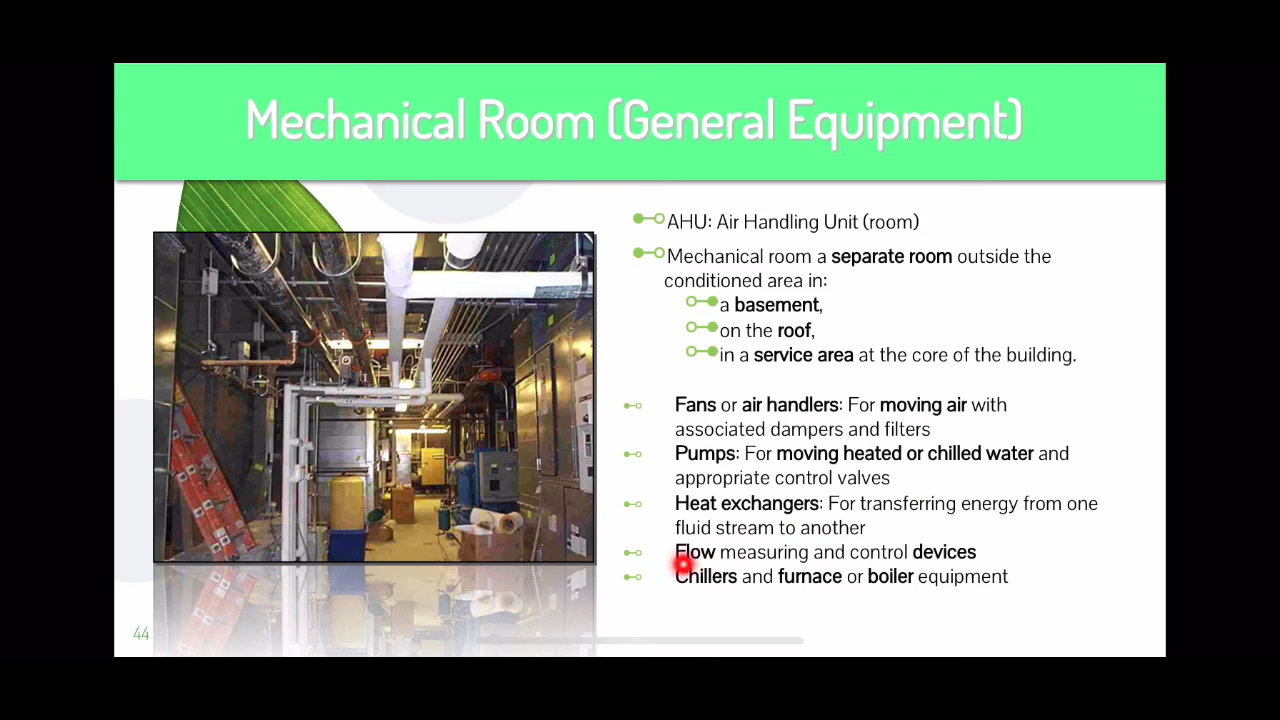 Mechanical Room (General Equipment)
AHU: Air Handling Unit (room)
Mechanical room a separate room outside the
conditioned area in:
a basement,
on the roof,
in a service area at the core of the building.
Fans or air handlers: For moving air with
associated dampers and filters
Pumps: For moving heated or chilled water and
appropriate control valves
Heat exchangers: For transferring energy from one
fluid stream to another
Flow measuring and control devices
Chillers and furnace or boiler equipment
44